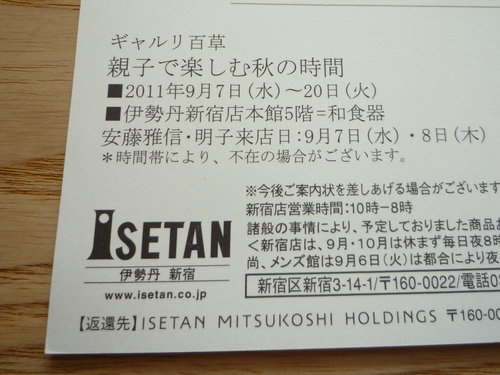 ギャルリ百草
親子で楽しむ秋の時間
■2011年9月7日(水)～20日(火)
■伊勢丹新宿店本館5階＝和食器
安藤雅信・明子来店日：9月7日(水)・8日(木)
＊時間帯により、不在の場合がございます。
※今後ご案内状を差しあげる場合がございます
新宿店営業時間：10時－8時
諸般の事情により、予定しておりました商品お
＜新宿店は、9月・10月は休まず毎日夜8時
尚、メンズ館は9月6日(火)は都合により夜
ISETAN
伊勢丹 新宿
www.isetan.co.jp
新宿区新宿3-14-1/〒160-0022/電話03
【返還先】ISETAN MITSUKOSHI HOLDINGS 〒160-